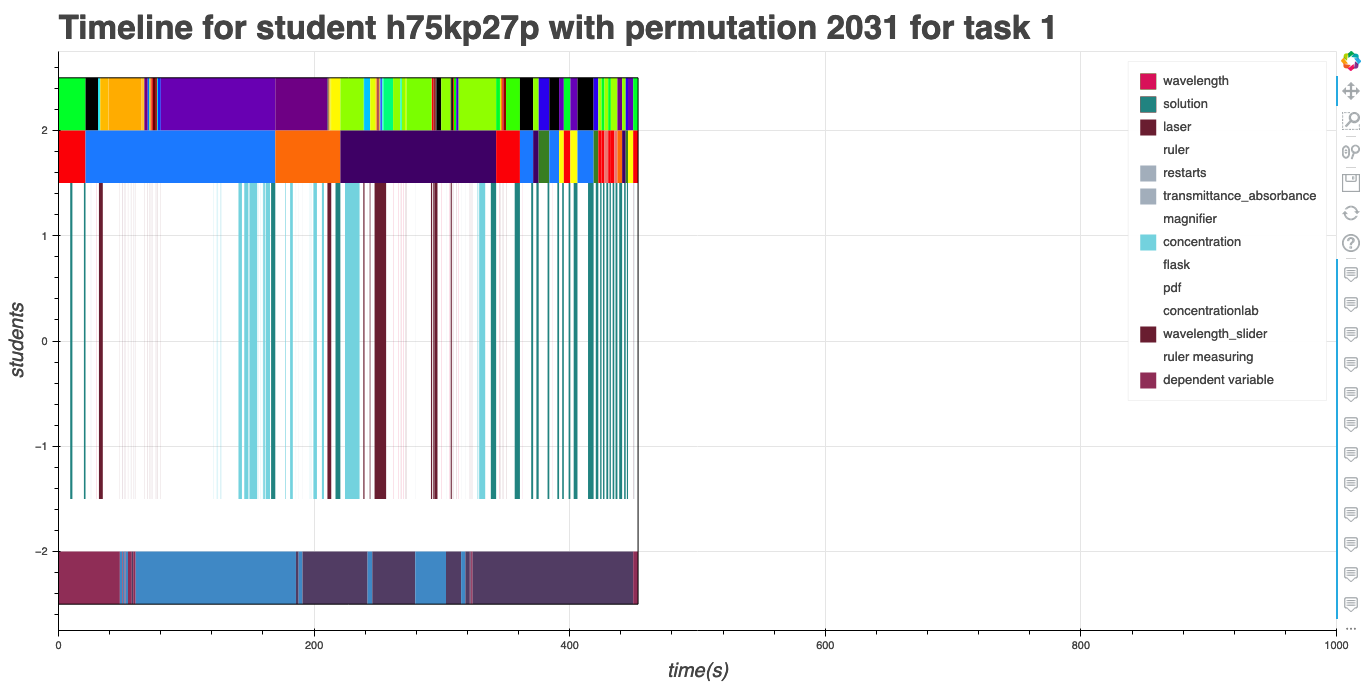 Timeline for student h75kp27p with permutation 2031 for task 1
wavelength
solution
laser
ruler
restarts
transmittance_absorbance
magnifier
concentration
flask
pdf
concentrationlab
wavelength_slider
ruler measuring
dependent variable
students
2
1
0
−1
−2
0 200 400 600 800 1000
time(s)